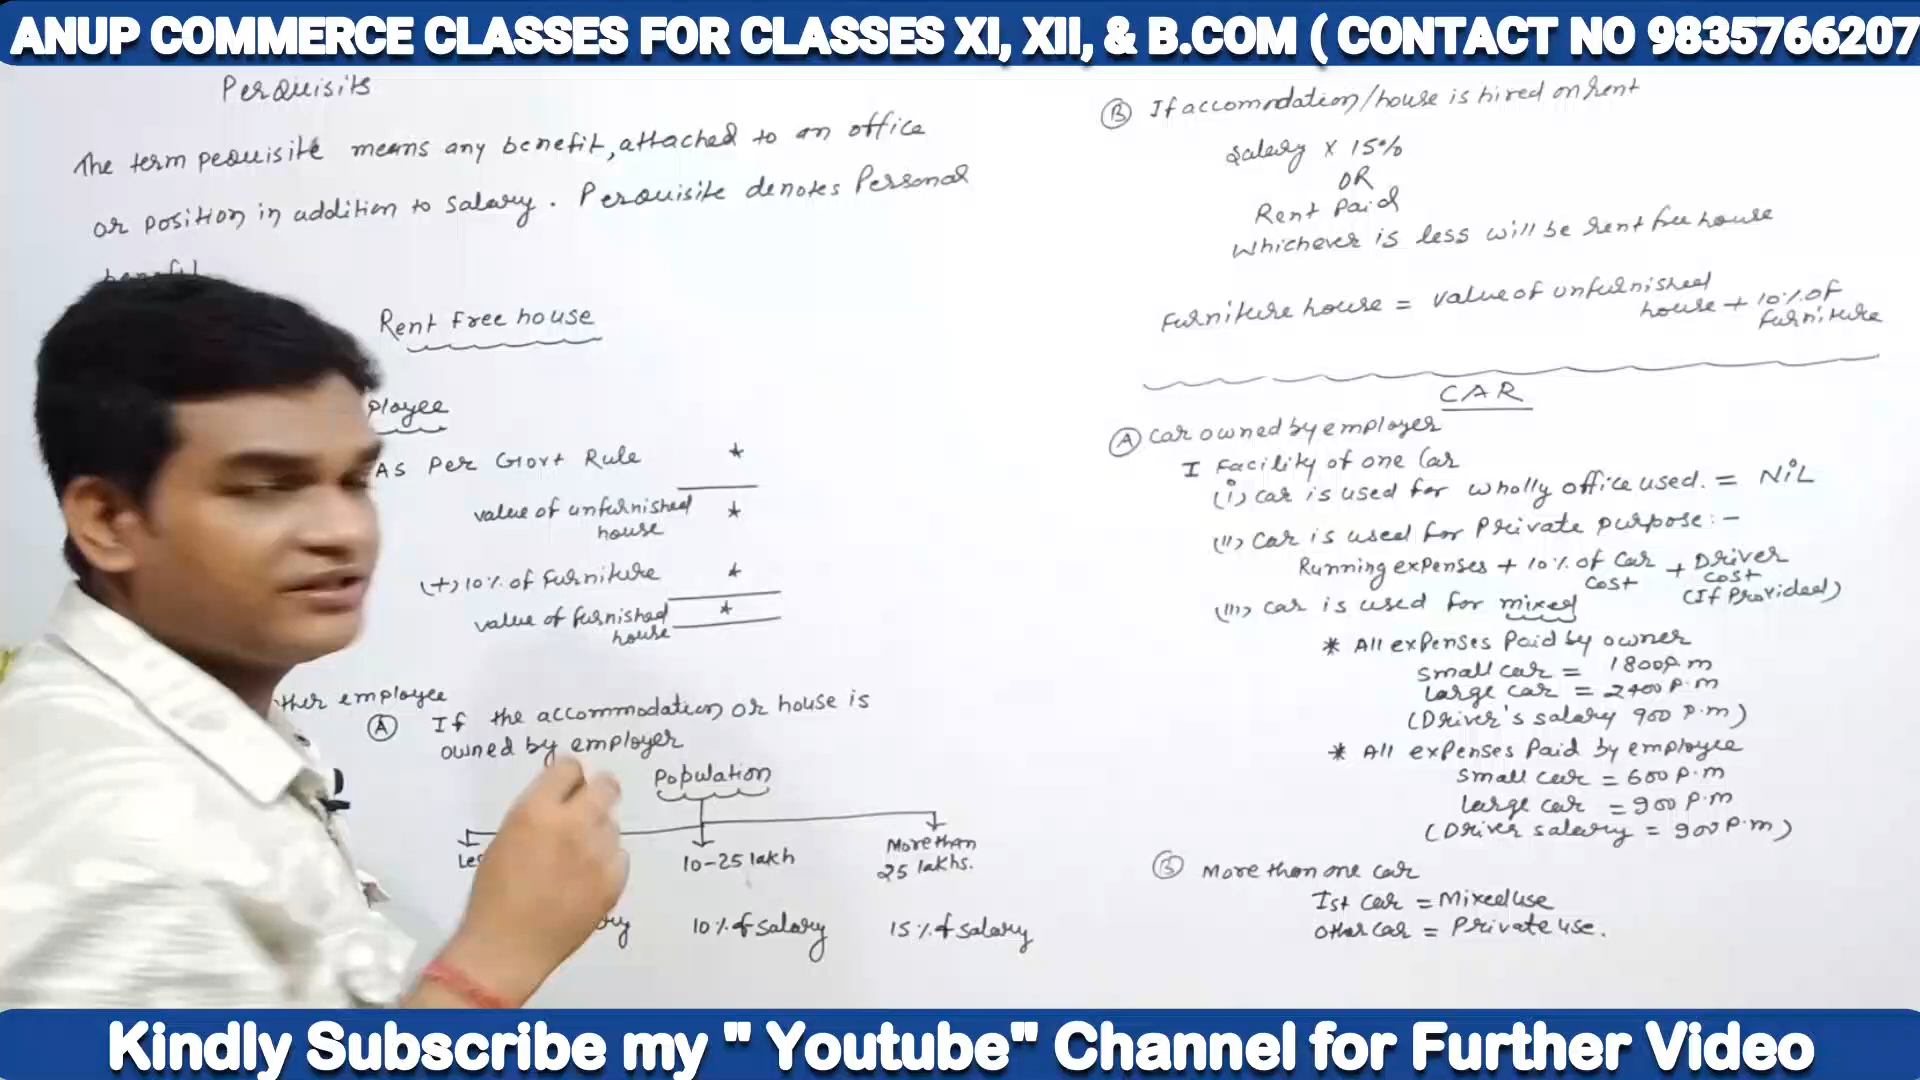 ANUP COMMERCE CLASSES FOR CLASSES XI, XII, & B.COM ( CONTACT NO 9835766207
Perquisits
The term pequisite means any benefit, attached to an office
or position in addition to salary. Perquisite denotes Personal
benefit
Rent Free house
ployee
As Per Govt Rule *
value of unfurnished *
house
(+) 10% of Furniture *
value of furnished *
house
ther employee
(A) If the accommodation or house is
owned by employer
Population
Les 10-25 lakh More than
25 lakhs.
ry 10% of salary 15% of salary
(B) If accomodation/house is hired on rent
Salary X 15%
OR
Rent Paid
Whichever is less will be rent free house
Furniture house = value of unfurnished
house + 10% of
furniture
CAR
(A) Car owned by employer
I Facility of one Car
(i) Car is used for wholly office used. = NiL
(ii) Car is used for Private purpose:-
Running expenses + 10% of Car + Driver
Cost cost
(If Provided)
(iii) Car is used for mixed
* All expenses Paid by owner
small car = 1800P.m
Large car = 2400 P.m
(Driver's salary 900 P.m)
* All expenses Paid by employee
small car = 600 P.m
large car = 900 P.m
(Driver salary = 900 P.m)
(B) More than one car
Ist car = Mixed use
Other car = Private use.
Kindly Subscribe my " Youtube" Channel for Further Video